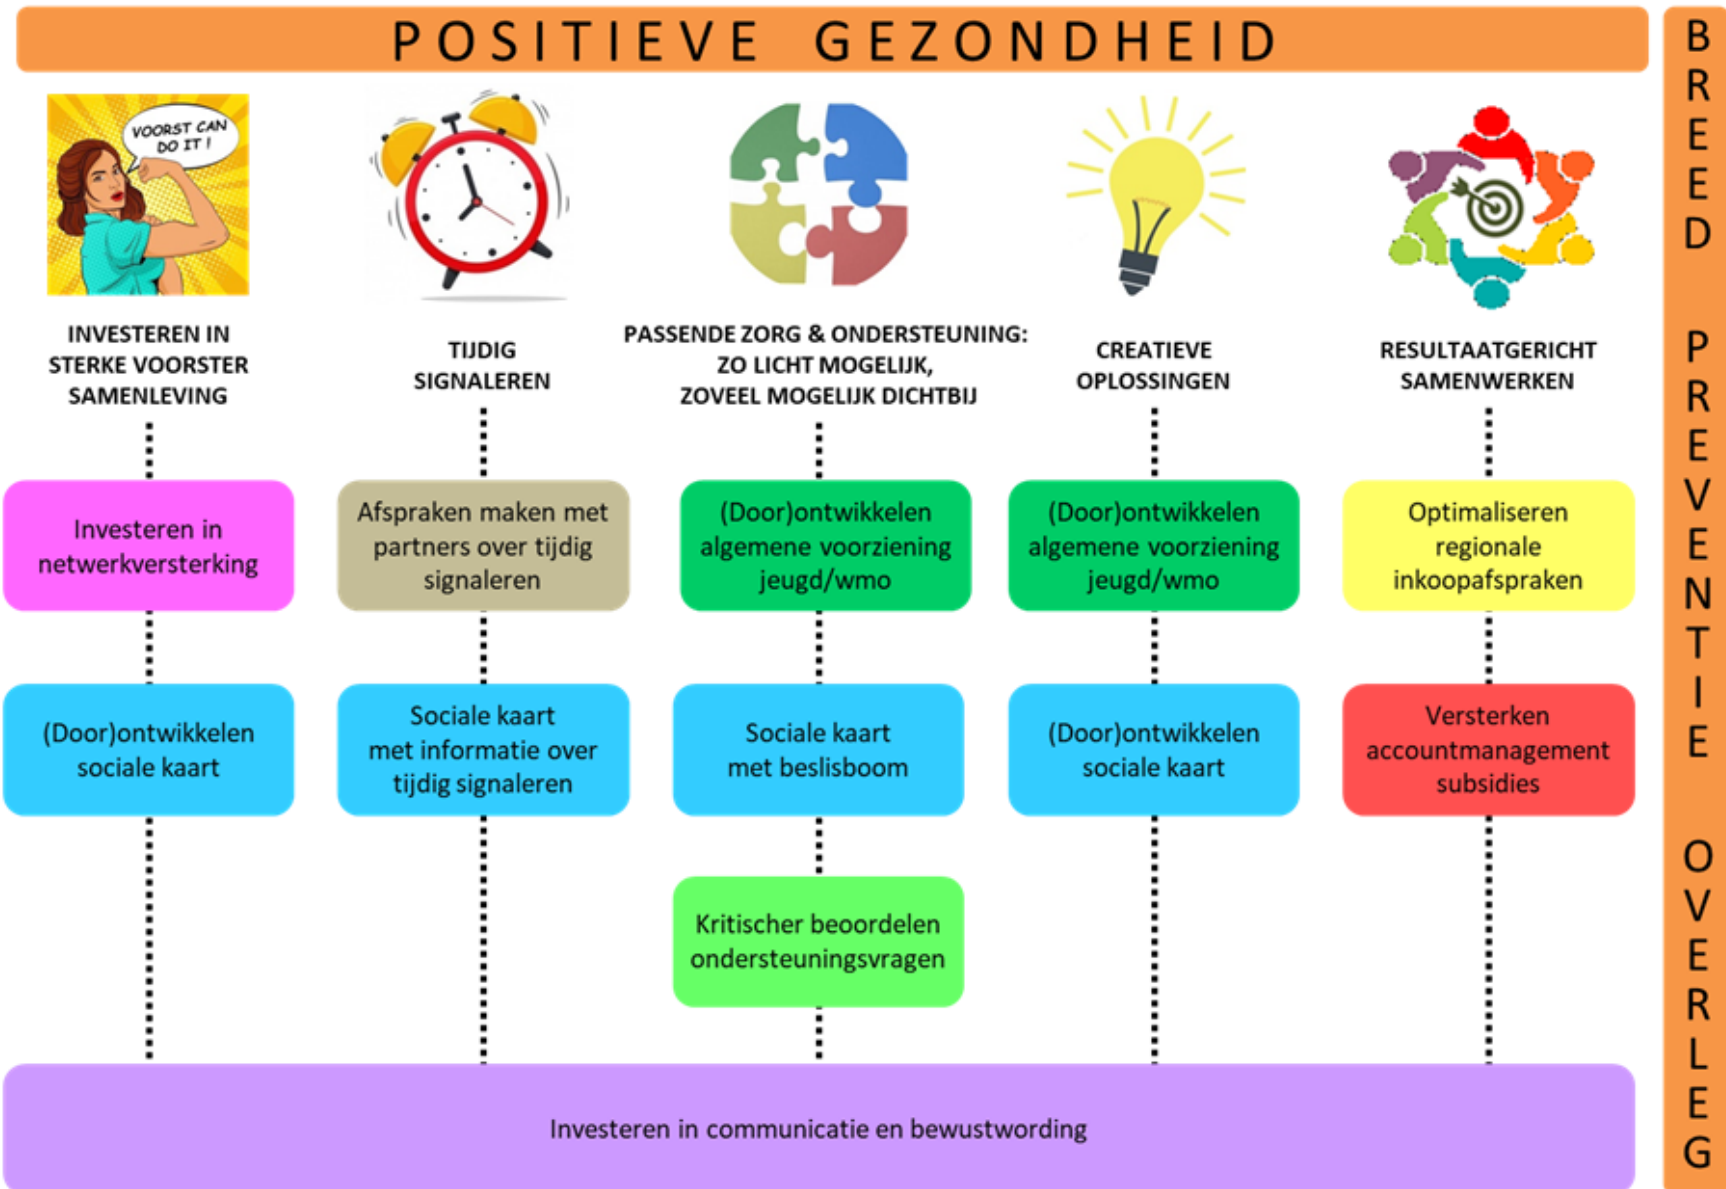 POSITIEVE GEZONDHEID
VOORST CAN
DO IT !
INVESTEREN IN
STERKE VOORSTER
SAMENLEVING
TIJDIG
SIGNALEREN
PASSENDE ZORG & ONDERSTEUNING:
ZO LICHT MOGELIJK,
ZOVEEL MOGELIJK DICHTBIJ
CREATIEVE
OPLOSSINGEN
RESULTAATGERICHT
SAMENWERKEN
Investeren in
netwerkversterking
Afspraken maken met
partners over tijdig
signaleren
(Door)ontwikkelen
algemene voorziening
jeugd/wmo
(Door)ontwikkelen
algemene voorziening
jeugd/wmo
Optimaliseren
regionale
inkoopafspraken
(Door)ontwikkelen
sociale kaart
Sociale kaart
met informatie over
tijdig signaleren
Sociale kaart
met beslisboom
(Door)ontwikkelen
sociale kaart
Versterken
accountmanagement
subsidies
Kritischer beoordelen
ondersteuningsvragen
Investeren in communicatie en bewustwording
BREED PREVENTIE OVERLEG